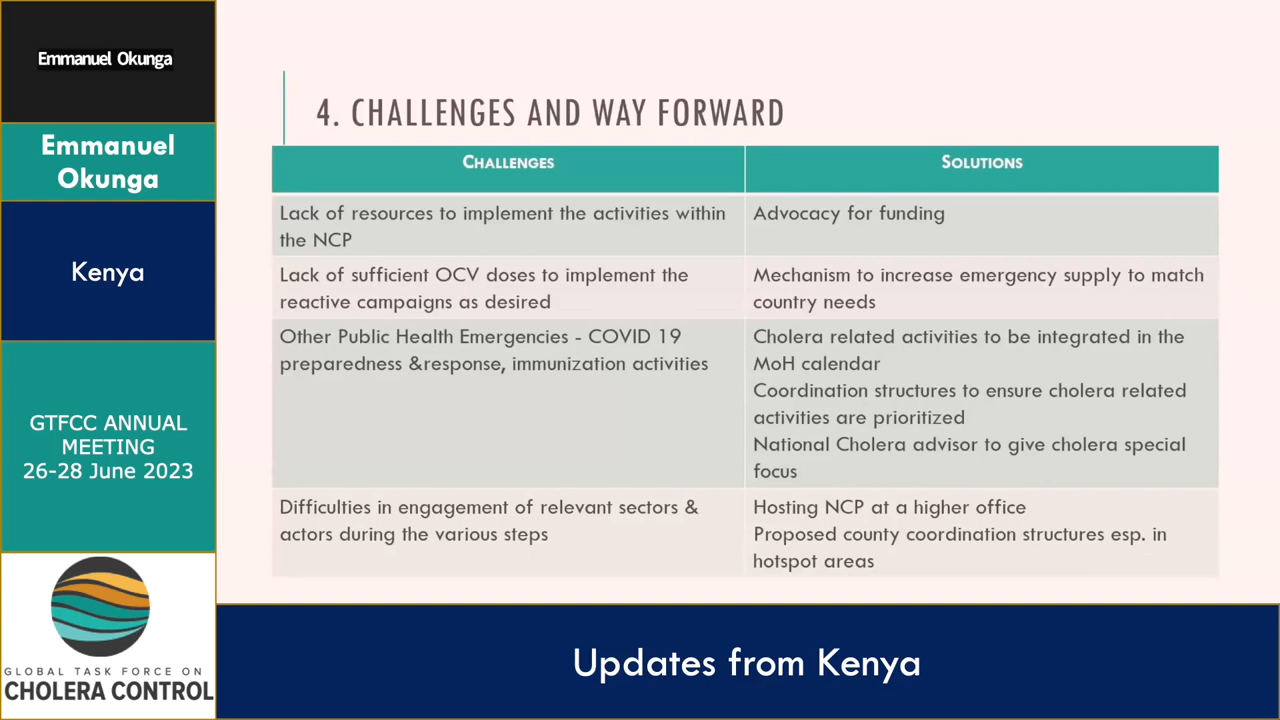 Emmanuel Okunga
Emmanuel
Okunga
Kenya
GTFCC ANNUAL
MEETING
26-28 June 2023
GLOBAL TASK FORCE ON
CHOLERA CONTROL
4. CHALLENGES AND WAY FORWARD
CHALLENGES
SOLUTIONS
Lack of resources to implement the activities within
the NCP
Advocacy for funding
Lack of sufficient OCV doses to implement the
reactive campaigns as desired
Mechanism to increase emergency supply to match
country needs
Other Public Health Emergencies - COVID 19
preparedness &response, immunization activities
Cholera related activities to be integrated in the
MoH calendar
Coordination structures to ensure cholera related
activities are prioritized
National Cholera advisor to give cholera special
focus
Difficulties in engagement of relevant sectors &
actors during the various steps
Hosting NCP at a higher office
Proposed county coordination structures esp. in
hotspot areas
Updates from Kenya